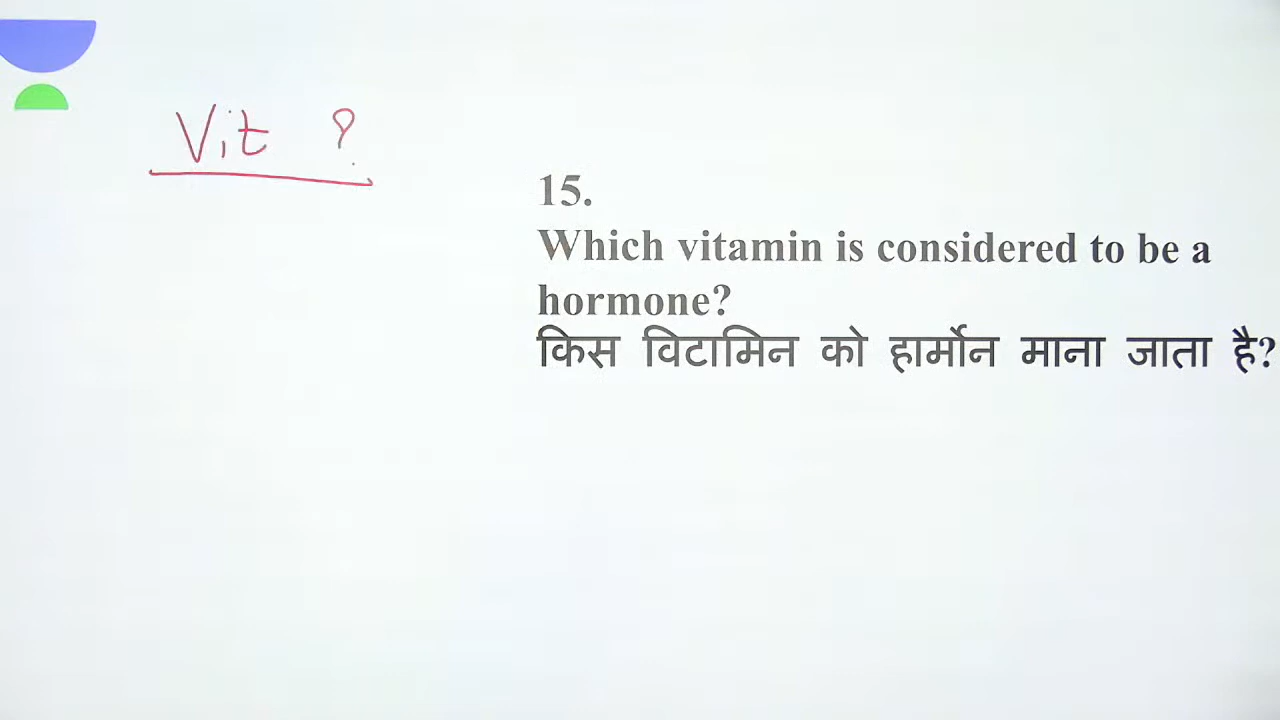 Vit ?
15.
Which vitamin is considered to be a
hormone?
किस विटामिन को हार्मोन माना जाता है?